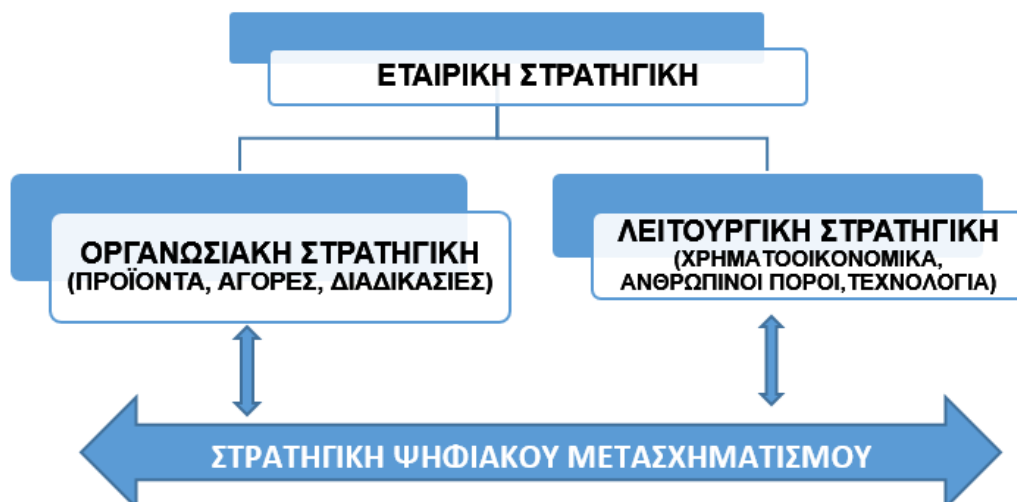 ΕΤΑΙΡΙΚΗ ΣΤΡΑΤΗΓΙΚΗ
ΟΡΓΑΝΩΣΙΑΚΗ ΣΤΡΑΤΗΓΙΚΗ
(ΠΡΟΪΟΝΤΑ, ΑΓΟΡΕΣ, ΔΙΑΔΙΚΑΣΙΕΣ)
ΛΕΙΤΟΥΡΓΙΚΗ ΣΤΡΑΤΗΓΙΚΗ
(ΧΡΗΜΑΤΟΟΙΚΟΝΟΜΙΚΑ,
ΑΝΘΡΩΠΙΝΟΙ ΠΟΡΟΙ,ΤΕΧΝΟΛΟΓΙΑ)
ΣΤΡΑΤΗΓΙΚΗ ΨΗΦΙΑΚΟΥ ΜΕΤΑΣΧΗΜΑΤΙΣΜΟΥ